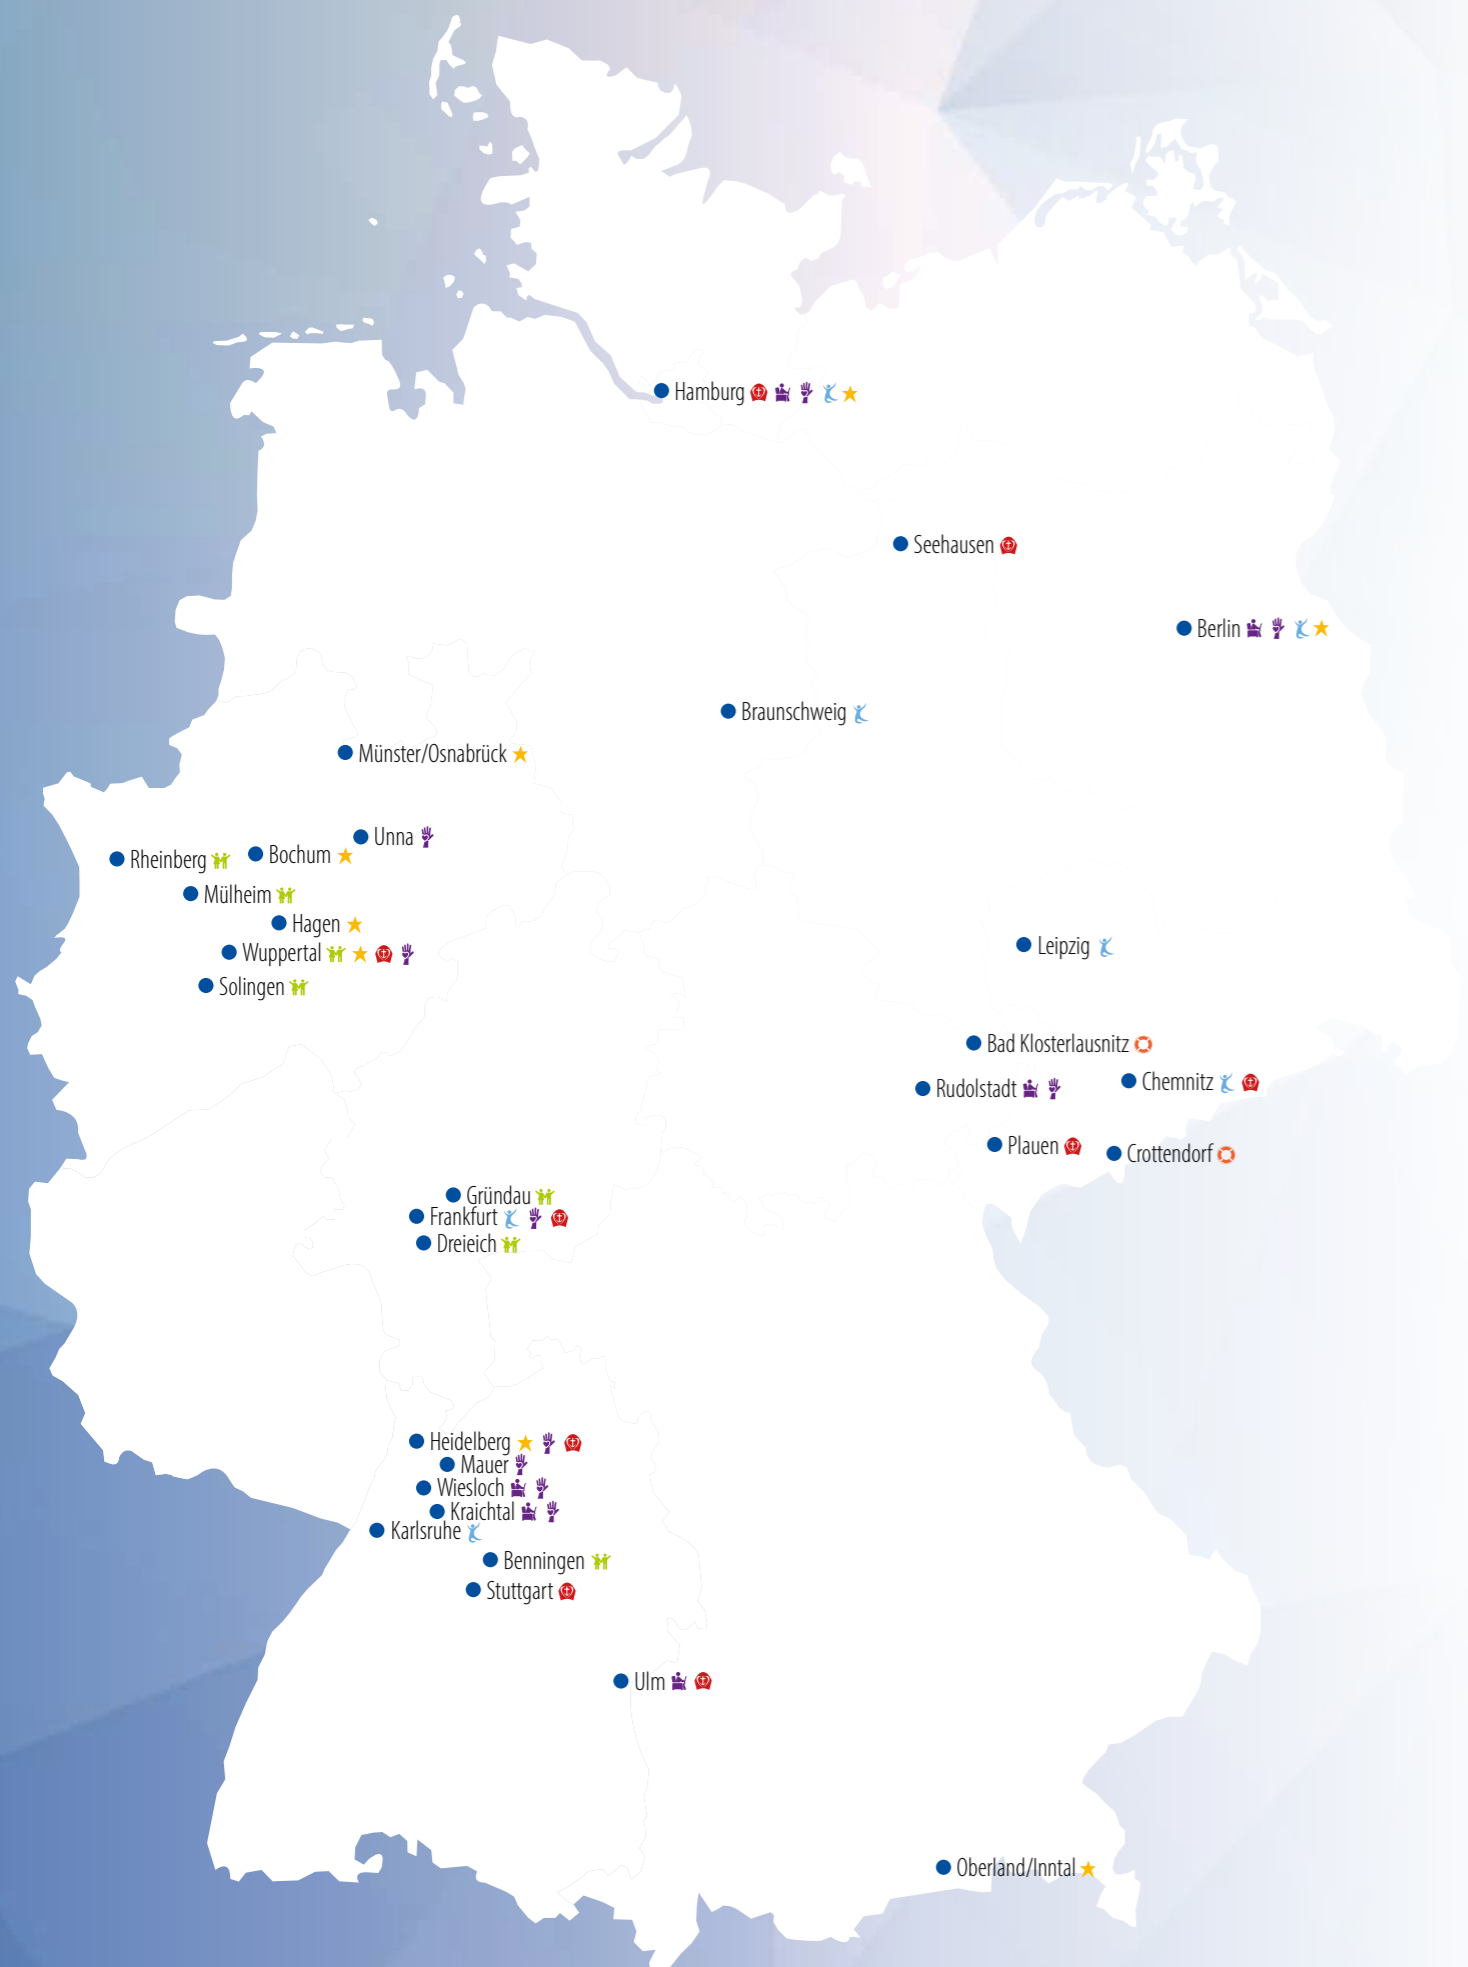 Hamburg
Seehausen
Berlin
Braunschweig
Münster/Osnabrück
Unna
Bochum
Rheinberg
Mülheim
Hagen
Wuppertal
Leipzig
Solingen
Bad Klosterlausnitz
Chemnitz
Rudolstadt
Plauen
Crottendorf
Gründau
Frankfurt
Dreieich
Heidelberg
Mauer
Wiesloch
Kraichtal
Karlsruhe
Benningen
Stuttgart
Ulm
Oberland/Inntal